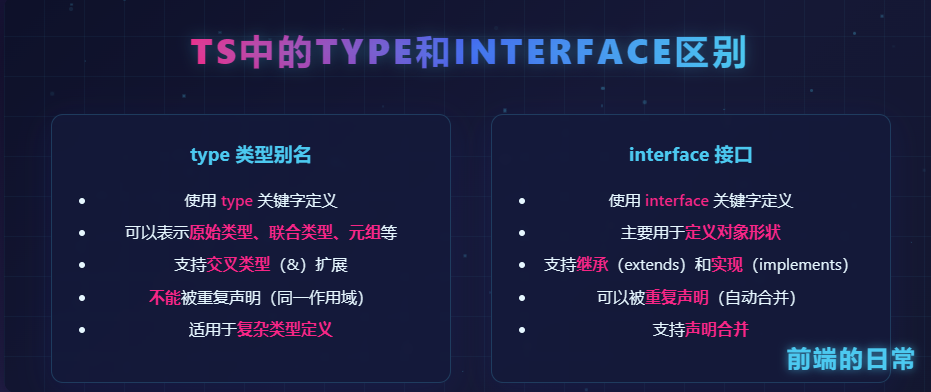 TS中的TYPE和INTERFACE区别
type 类型别名
使用 type 关键字定义
可以表示原始类型、联合类型、元组等
支持交叉类型（&）扩展
不能被重复声明（同一作用域）
适用于复杂类型定义
interface 接口
使用 interface 关键字定义
主要用于定义对象形状
支持继承（extends）和实现（implements）
可以被重复声明（自动合并）
支持声明合并
前端的日常